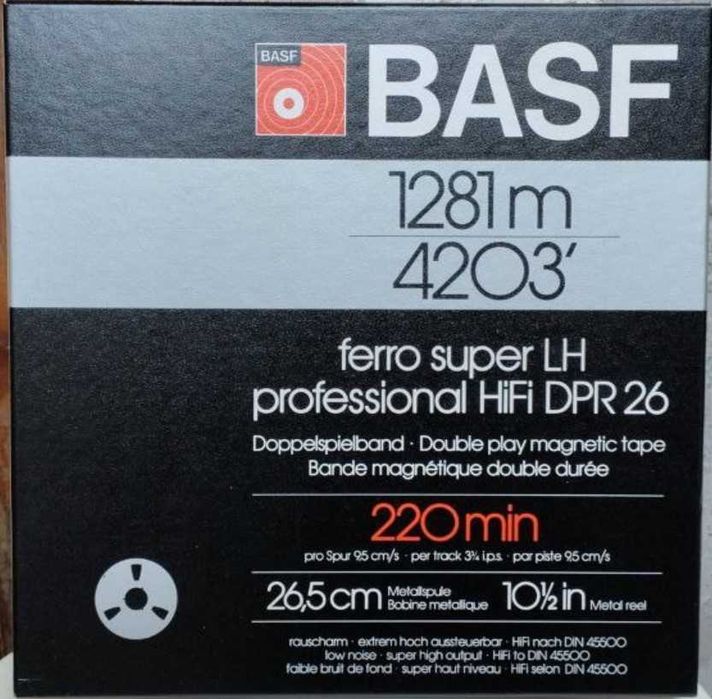 BASF
BASF
1281 m
4203'
ferro super LH
professional HiFi DPR 26
Doppelspielband · Double play magnetic tape
Bande magnétique double durée
220 min
pro Spur 9,5 cm/s · per track 3¾ i.p.s. · par piste 9,5 cm/s
26,5 cm Metallspule Bobine metallique 10½ in Metal reel
rauscharm · extrem hoch aussteuerbar · HiFi nach DIN 45500
low noise · super high output · HiFi to DIN 45500
faible bruit de fond · super haut niveau · HiFi selon DIN 45500